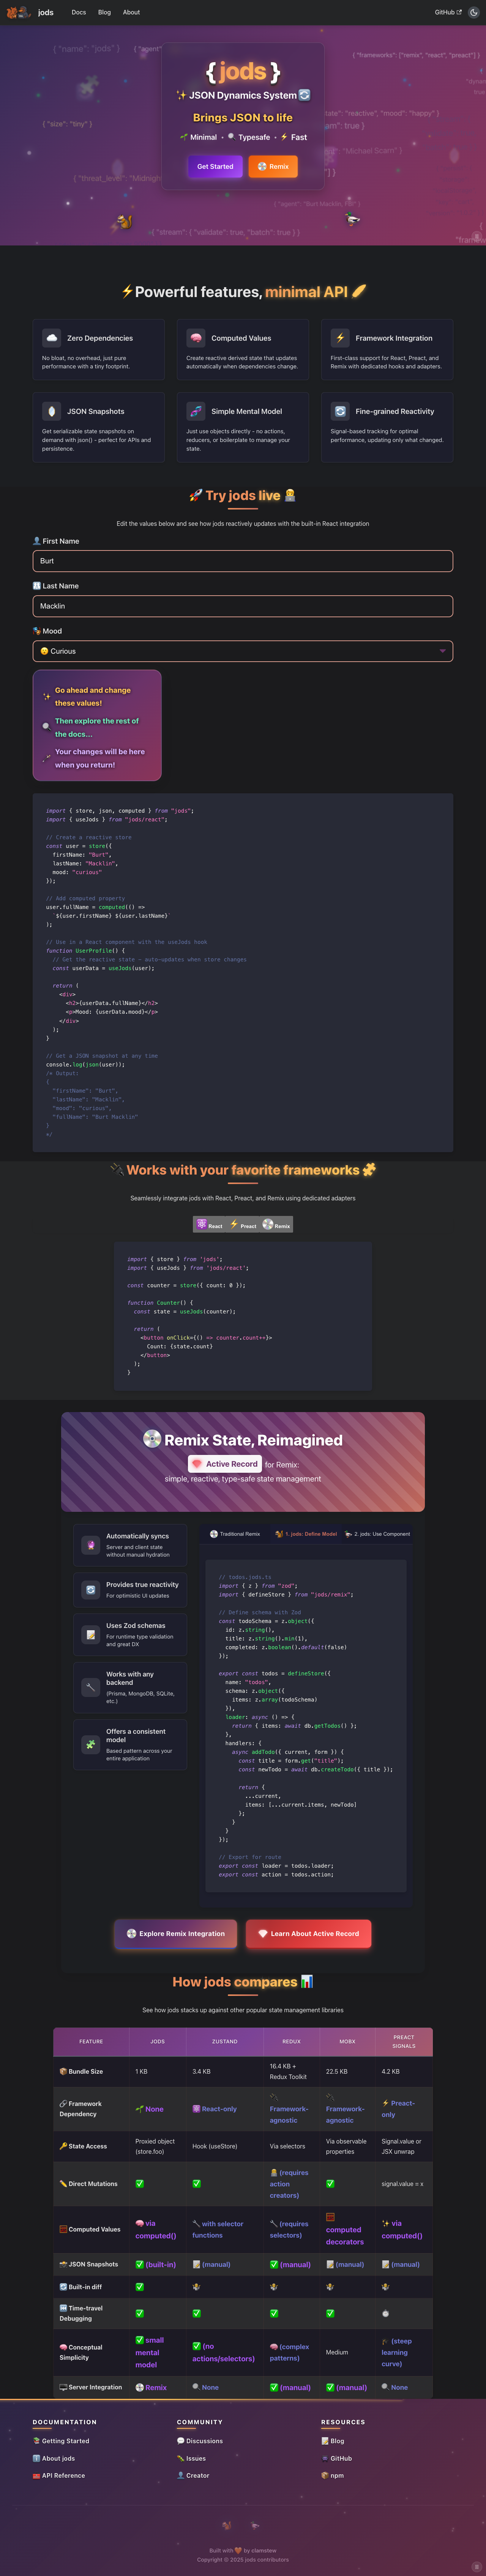 jods
Docs
Blog
About
GitHub
{ "name": "jods" }
{ "agent"
{ "frameworks": ["remix", "react", "preact"] }
{ jods }
JSON Dynamics System
"state": "reactive", "mood": "happy" }
{ "size": "tiny" }
Brings JSON to life
Minimal • Typesafe • Fast
Get Started
Remix
{ "threat_level": "Midnight
{ "agent": "Burt Macklin, FBI" }
{ "stream": { "validate": true, "batch": true } }
Powerful features, minimal API
Zero Dependencies
No bloat, no overhead, just pure
performance with a tiny footprint.
Computed Values
Create reactive derived state that updates
automatically when dependencies change.
Framework Integration
First-class support for React, Preact, and
Remix with dedicated hooks and adapters.
JSON Snapshots
Get serializable state snapshots on
demand with json() - perfect for APIs and
persistence.
Simple Mental Model
Just use objects directly - no actions,
reducers, or boilerplate to manage your
state.
Fine-grained Reactivity
Signal-based tracking for optimal
performance, updating only what changed.
Try jods live
Edit the values below and see how jods reactively updates with the built-in React integration
First Name
Burt
Last Name
Macklin
Mood
Curious
Go ahead and change
these values!
Then explore the rest of
the docs...
Your changes will be here
when you return!
import { store, json, computed } from "jods";
import { useJods } from "jods/react";
// Create a reactive store
const user = store({
firstName: "Burt",
lastName: "Macklin",
mood: "curious"
});
// Add computed property
user.fullName = computed(() =>
`${user.firstName} ${user.lastName}`
);
// Use in a React component with the useJods hook
function UserProfile() {
// Get the reactive state – auto-updates when store changes
const userData = useJods(user);
return (
<div>
<h2>{userData.fullName}</h2>
<p>Mood: {userData.mood}</p>
</div>
);
}
// Get a JSON snapshot at any time
console.log(json(user));
/* Output:
{
"firstName": "Burt",
"lastName": "Macklin",
"mood": "curious",
"fullName": "Burt Macklin"
}
*/
Works with your favorite frameworks
Seamlessly integrate jods with React, Preact, and Remix using dedicated adapters
React
Preact
Remix
import { store } from 'jods';
import { useJods } from 'jods/react';
const counter = store({ count: 0 });
function Counter() {
const state = useJods(counter);
return (
<button onClick={() => counter.count++}>
Count: {state.count}
</button>
);
}
Remix State, Reimagined
Active Record for Remix:
simple, reactive, type-safe state management
Automatically syncs
Server and client state
without manual hydration
Provides true reactivity
For optimistic UI updates
Uses Zod schemas
For runtime type validation
and great DX
Works with any
backend
(Prisma, MongoDB, SQLite,
etc.)
Offers a consistent
model
Based pattern across your
entire application
Traditional Remix
1. jods: Define Model
2. jods: Use Component
// todos.jods.ts
import { z } from "zod";
import { defineStore } from "jods/remix";
// Define schema with Zod
const todoSchema = z.object({
id: z.string(),
title: z.string().min(1),
completed: z.boolean().default(false)
});
export const todos = defineStore({
name: "todos",
schema: z.object({
items: z.array(todoSchema)
}),
loader: async () => {
return { items: await db.getTodos() };
},
handlers: {
async addTodo({ current, form }) {
const title = form.get("title");
const newTodo = await db.createTodo({ title });
return {
...current,
items: [...current.items, newTodo]
};
}
}
});
// Export for route
export const loader = todos.loader;
export const action = todos.action;
Explore Remix Integration
Learn About Active Record
How jods compares
See how jods stacks up against other popular state management libraries
FEATURE
JODS
ZUSTAND
REDUX
MOBX
PREACT
SIGNALS
Bundle Size
1 KB
3.4 KB
16.4 KB +
Redux Toolkit
22.5 KB
4.2 KB
Framework
Dependency
None
React-only
Framework-
agnostic
Framework-
agnostic
Preact-
only
State Access
Proxied object
(store.foo)
Hook (useStore)
Via selectors
Via observable
properties
Signal.value or
JSX unwrap
Direct Mutations
(requires
action
creators)
signal.value = x
Computed Values
via
computed()
with selector
functions
(requires
selectors)
computed
decorators
via
computed()
JSON Snapshots
(built-in)
(manual)
(manual)
(manual)
(manual)
Built-in diff
Time-travel
Debugging
Conceptual
Simplicity
small
mental
model
(no
actions/selectors)
(complex
patterns)
Medium
(steep
learning
curve)
Server Integration
Remix
None
(manual)
(manual)
None
DOCUMENTATION
Getting Started
About jods
API Reference
COMMUNITY
Discussions
Issues
Creator
RESOURCES
Blog
GitHub
npm
Built with by clamstew
Copyright © 2025 jods contributors